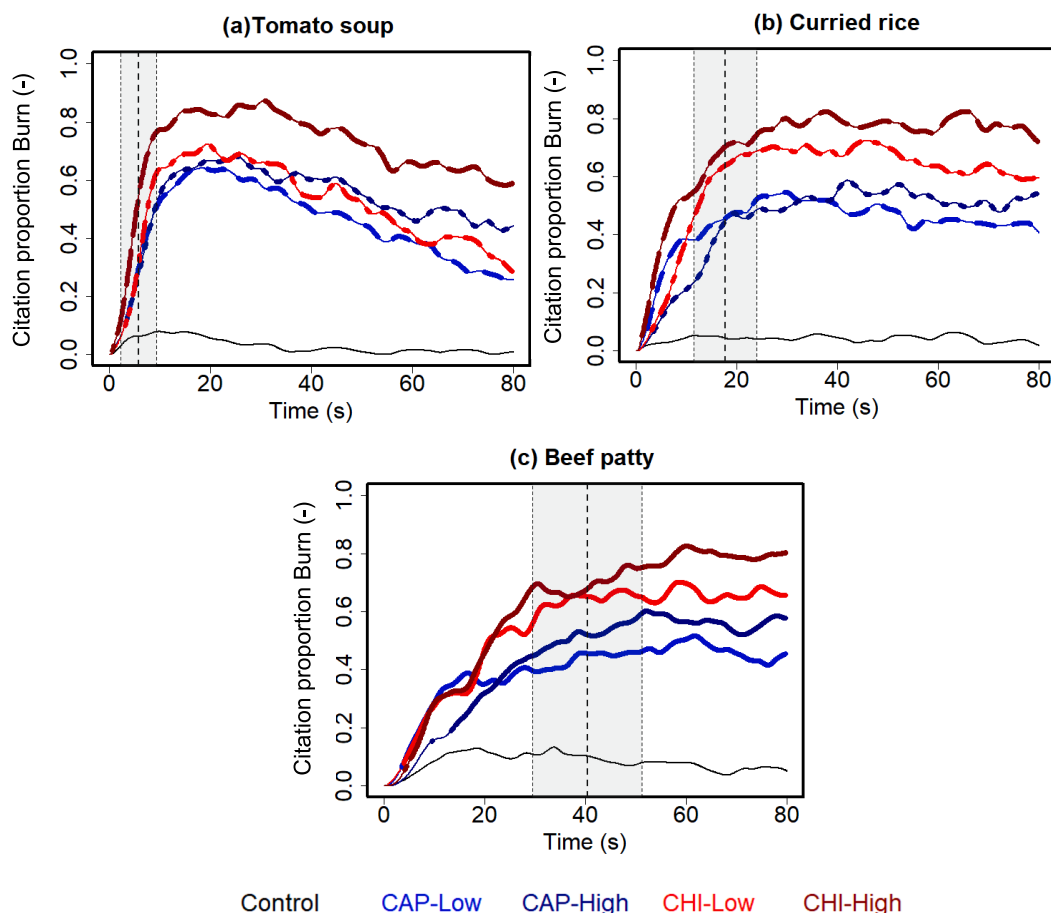 (a)Tomato soup
Citation proportion Burn (-)
1.0
0.8
0.6
0.4
0.2
0.0
0 20 40 60 80
Time (s)
(b) Curried rice
Citation proportion Burn (-)
1.0
0.8
0.6
0.4
0.2
0.0
0 20 40 60 80
Time (s)
(c) Beef patty
Citation proportion Burn (-)
1.0
0.8
0.6
0.4
0.2
0.0
0 20 40 60 80
Time (s)
Control CAP-Low CAP-High CHI-Low CHI-High